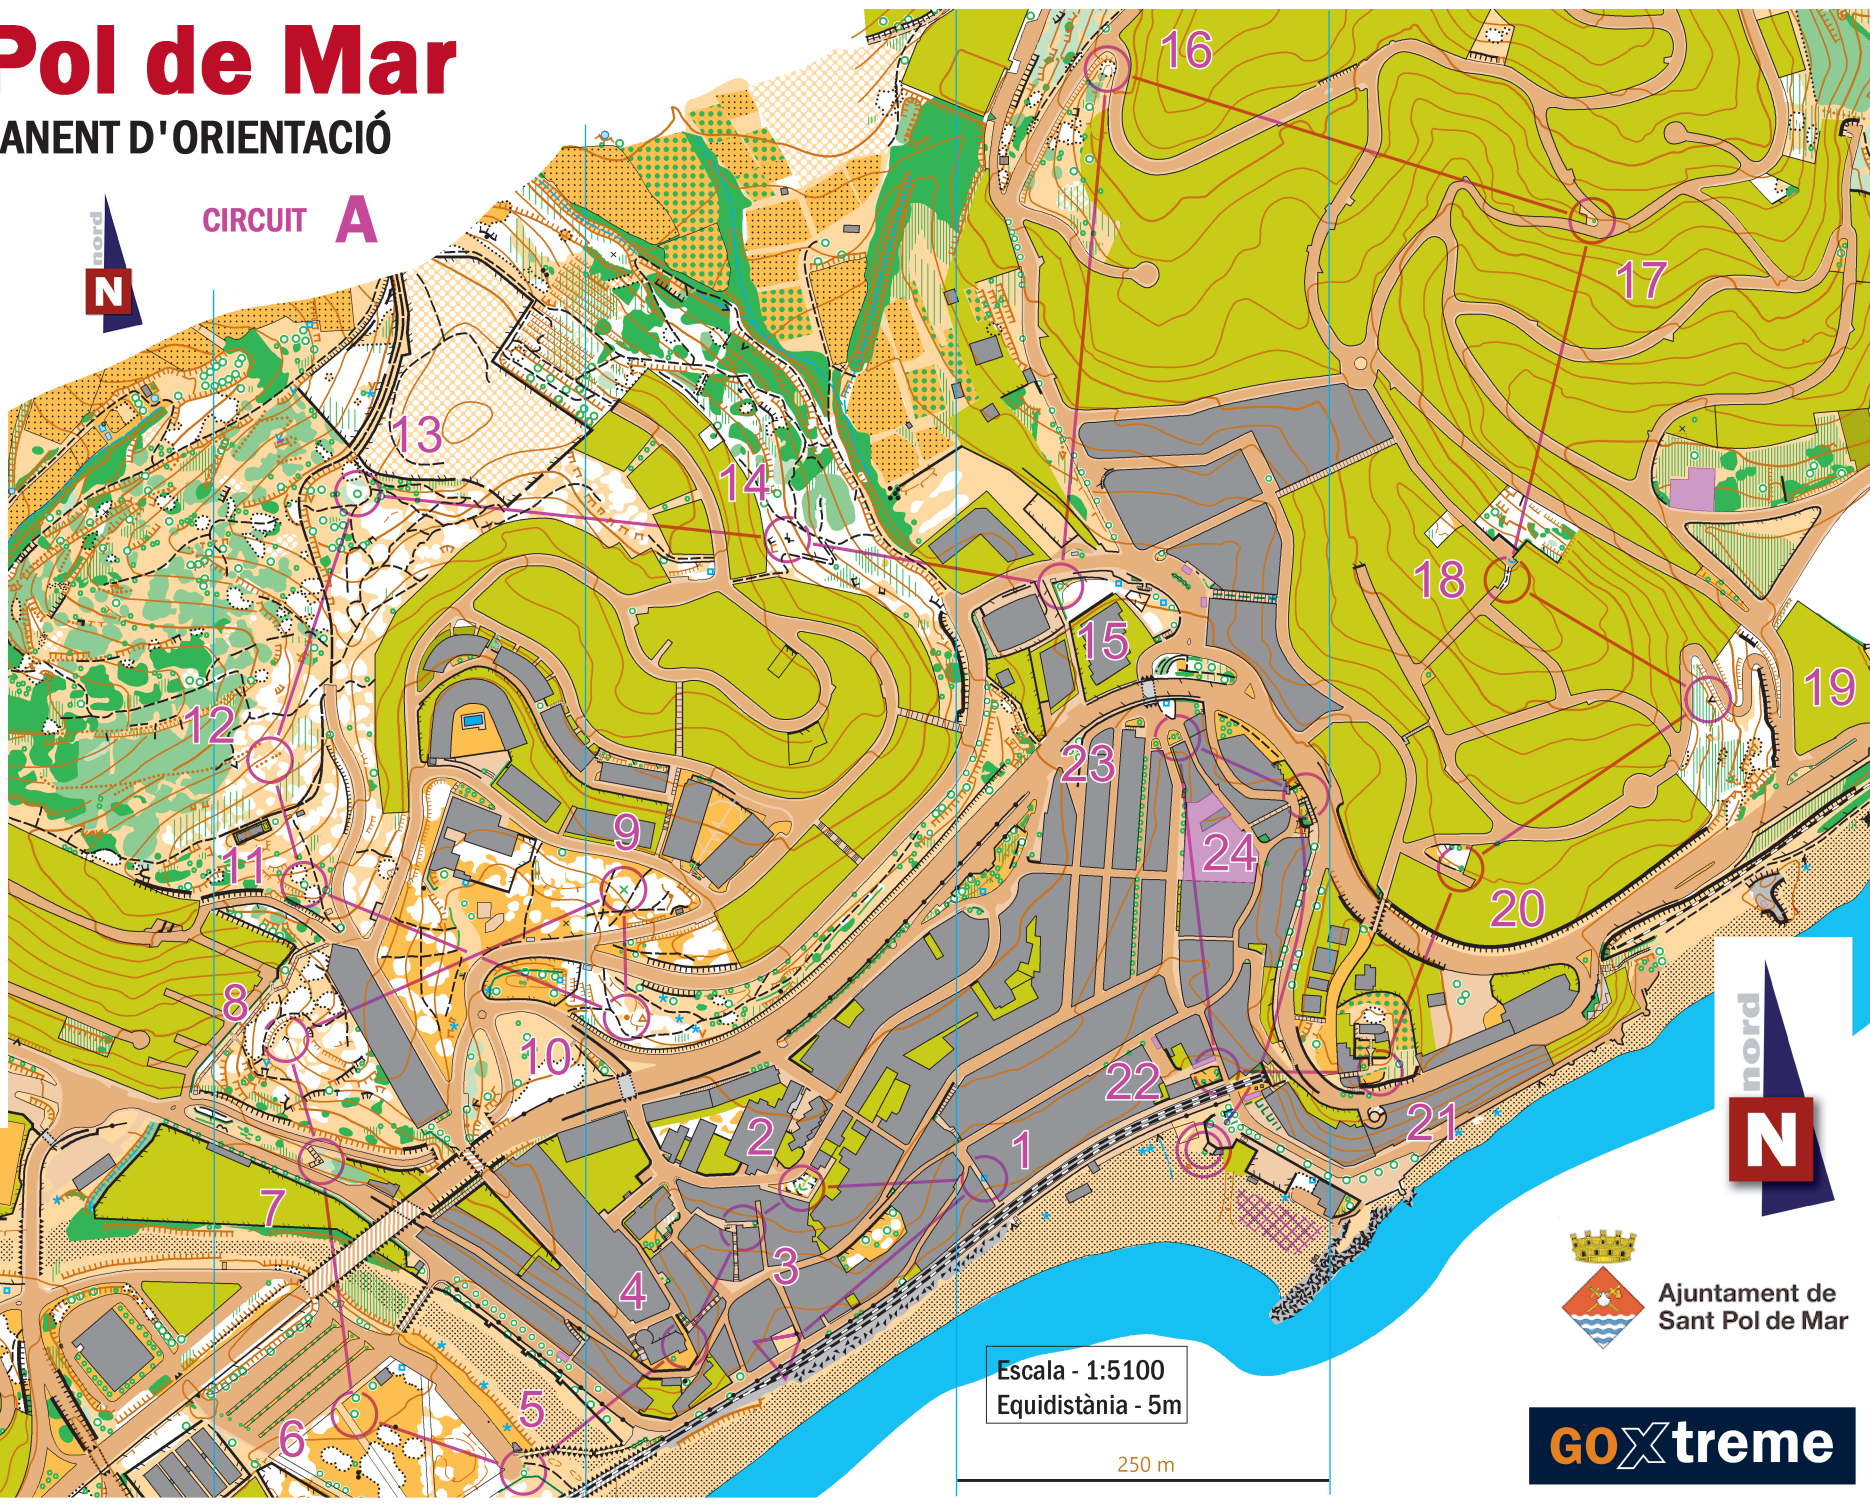 Pol de Mar
ANENT D'ORIENTACIÓ
CIRCUIT A
nord
N
16
17
13
14
18
15
19
12
23
9
24
11
20
8
10
22
21
2
1
7
3
4
5
6
nord
N
Ajuntament de
Sant Pol de Mar
Escala - 1:5100
Equidistània - 5m
250 m
GOXtreme